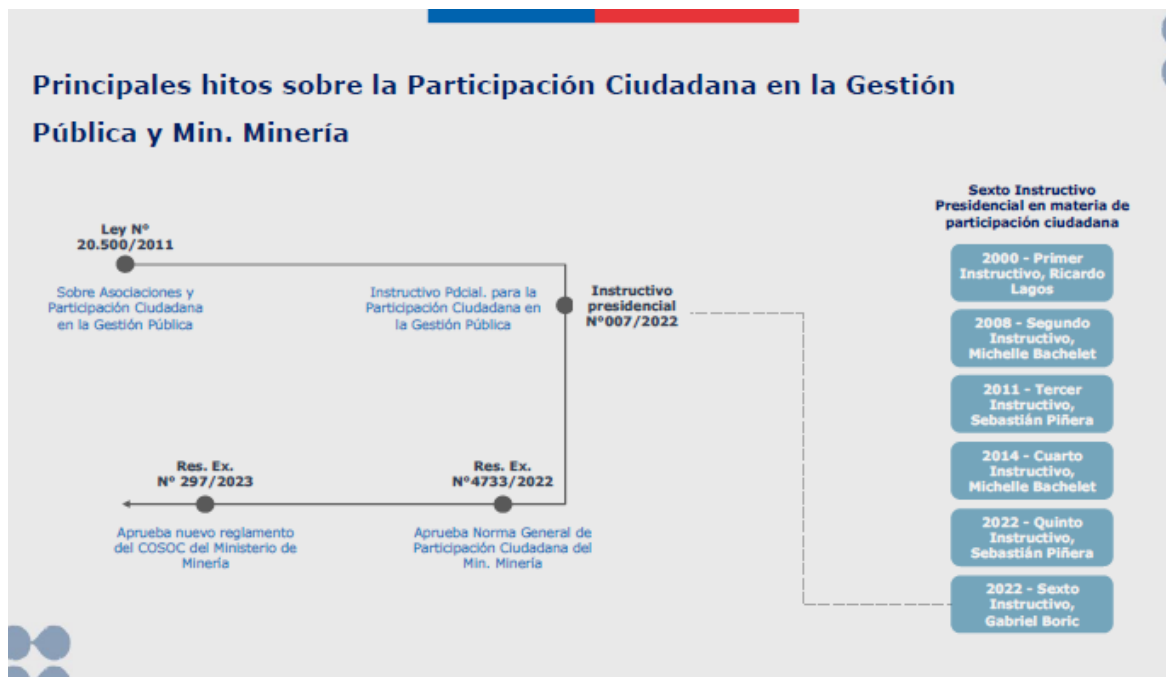 Principales hitos sobre la Participación Ciudadana en la Gestión
Pública y Min. Minería
Ley N°
20.500/2011
Sobre Asociaciones y
Participación Ciudadana
en la Gestión Pública
Instructivo Pdcial. para la
Participación Ciudadana en
la Gestión Pública
Instructivo
presidencial
N°007/2022
Res. Ex.
N°4733/2022
Aprueba Norma General de
Participación Ciudadana del
Min. Minería
Res. Ex.
N° 297/2023
Aprueba nuevo reglamento
del COSOC del Ministerio de
Minería
Sexto Instructivo
Presidencial en materia de
participación ciudadana
2000 - Primer
Instructivo, Ricardo
Lagos
2008 - Segundo
Instructivo,
Michelle Bachelet
2011 - Tercer
Instructivo,
Sebastián Piñera
2014 - Cuarto
Instructivo,
Michelle Bachelet
2022 - Quinto
Instructivo,
Sebastián Piñera
2022 - Sexto
Instructivo,
Gabriel Boric